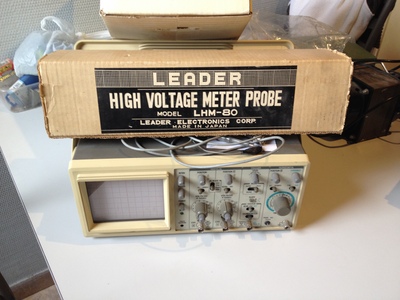 LEADER
HIGH VOLTAGE METER PROBE
MODEL LHM-80
LEADER ELECTRONICS CORP.
MADE IN JAPAN